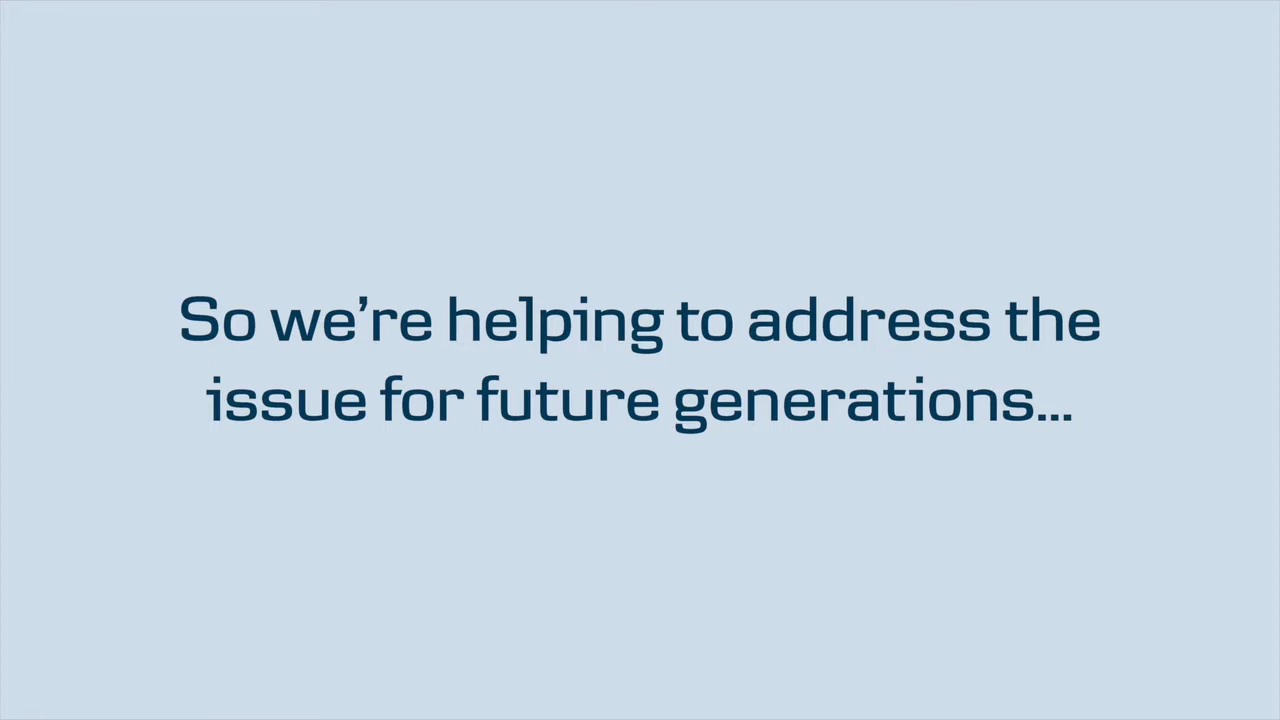 So we’re helping to address the
issue for future generations...